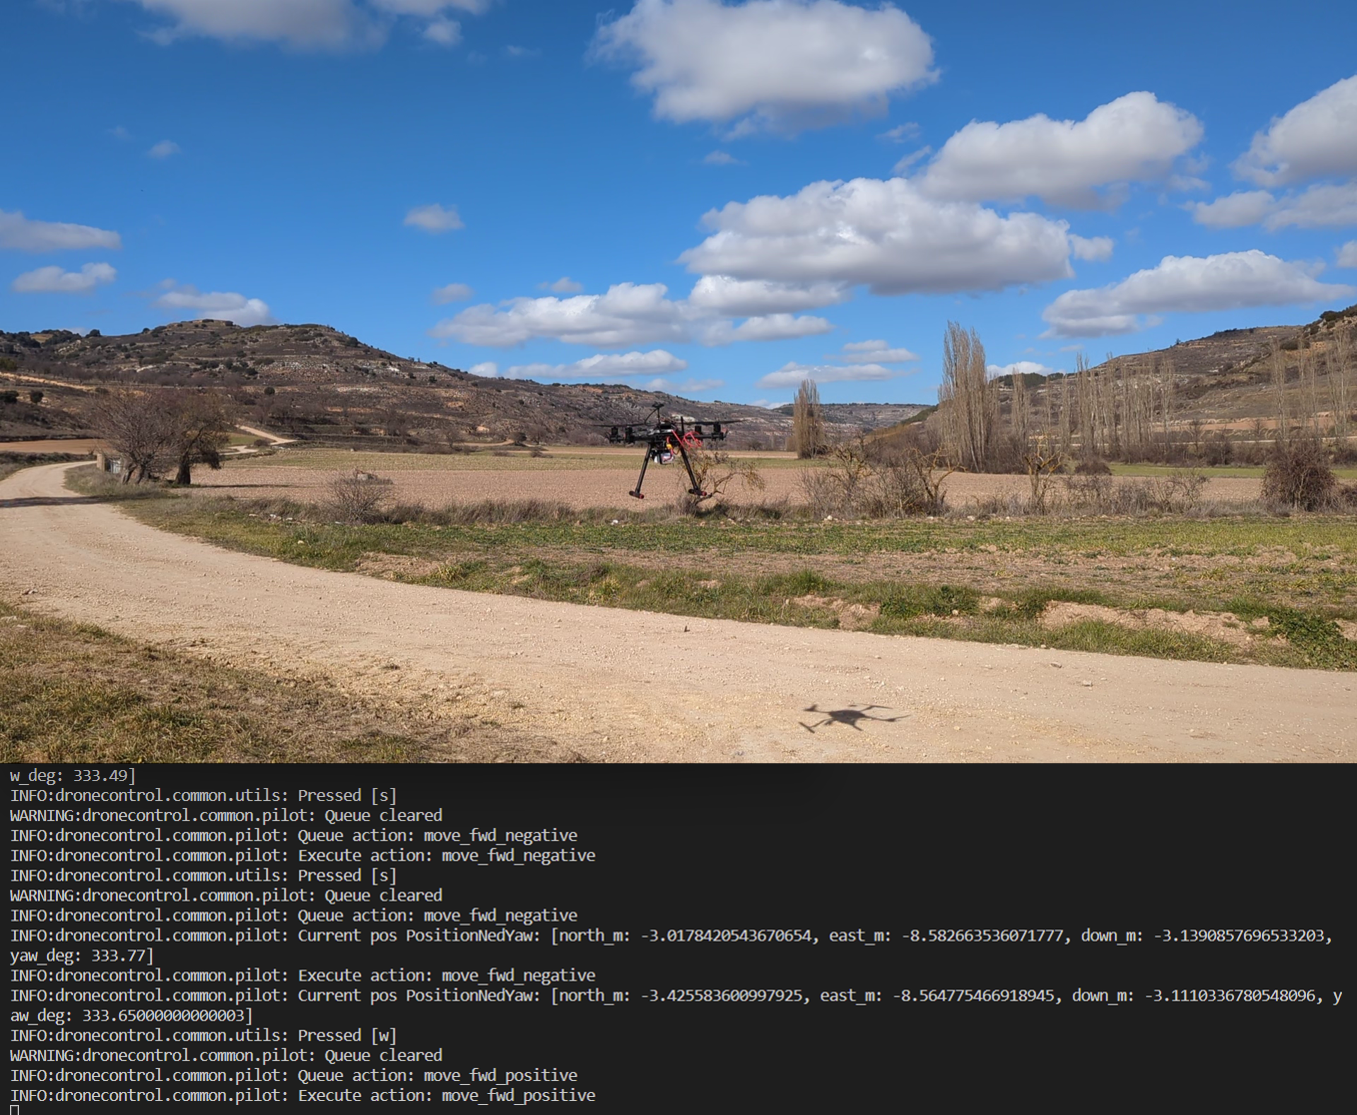 w_deg: 333.49]
INFO:dronecontrol.common.utils: Pressed [s]
WARNING:dronecontrol.common.pilot: Queue cleared
INFO:dronecontrol.common.pilot: Queue action: move_fwd_negative
INFO:dronecontrol.common.pilot: Execute action: move_fwd_negative
INFO:dronecontrol.common.utils: Pressed [s]
WARNING:dronecontrol.common.pilot: Queue cleared
INFO:dronecontrol.common.pilot: Queue action: move_fwd_negative
INFO:dronecontrol.common.pilot: Current pos PositionNedYaw: [north_m: -3.0178420543670654, east_m: -8.582663536071777, down_m: -3.1390857696533203,
yaw_deg: 333.77]
INFO:dronecontrol.common.pilot: Execute action: move_fwd_negative
INFO:dronecontrol.common.pilot: Current pos PositionNedYaw: [north_m: -3.425583600997925, east_m: -8.564775466918945, down_m: -3.1110336780548096, y
aw_deg: 333.65000000000003]
INFO:dronecontrol.common.utils: Pressed [w]
WARNING:dronecontrol.common.pilot: Queue cleared
INFO:dronecontrol.common.pilot: Queue action: move_fwd_positive
INFO:dronecontrol.common.pilot: Execute action: move_fwd_positive